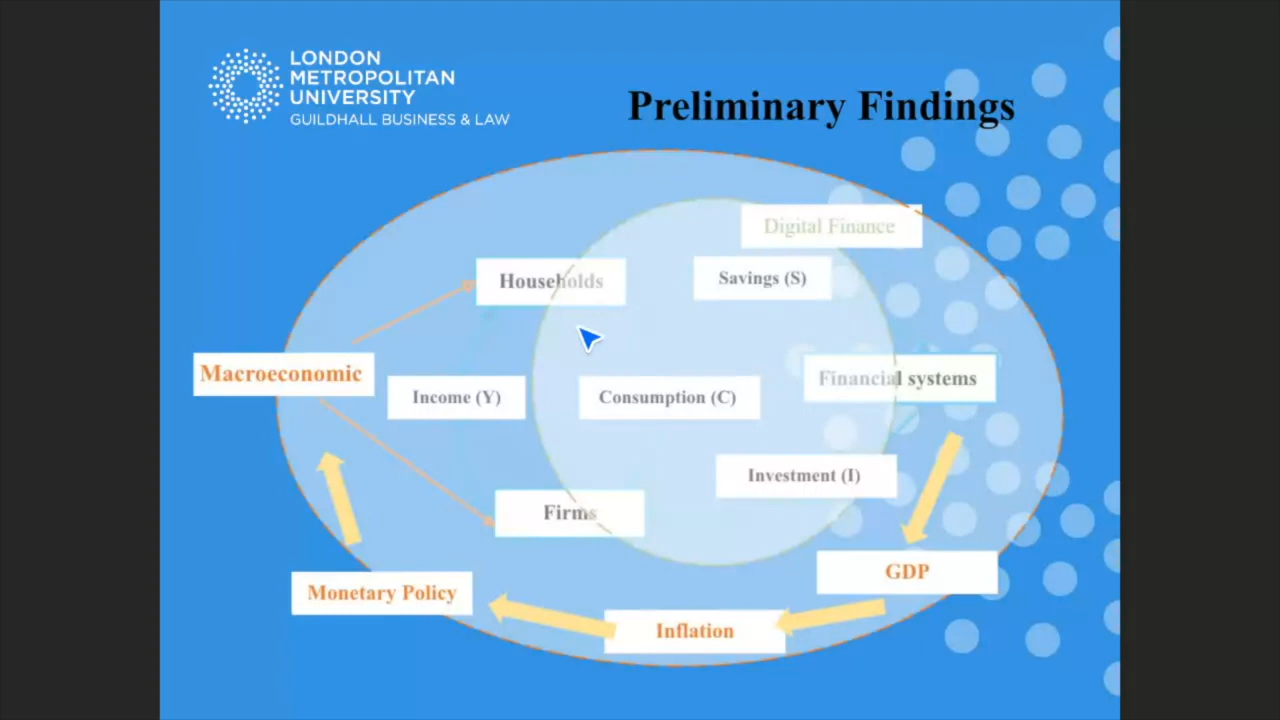 LONDON
METROPOLITAN
UNIVERSITY
GUILDHALL BUSINESS & LAW
Preliminary Findings
Digital Finance
Households
Savings (S)
Macroeconomic
Income (Y)
Consumption (C)
Financial systems
Investment (I)
Firms
GDP
Monetary Policy
Inflation